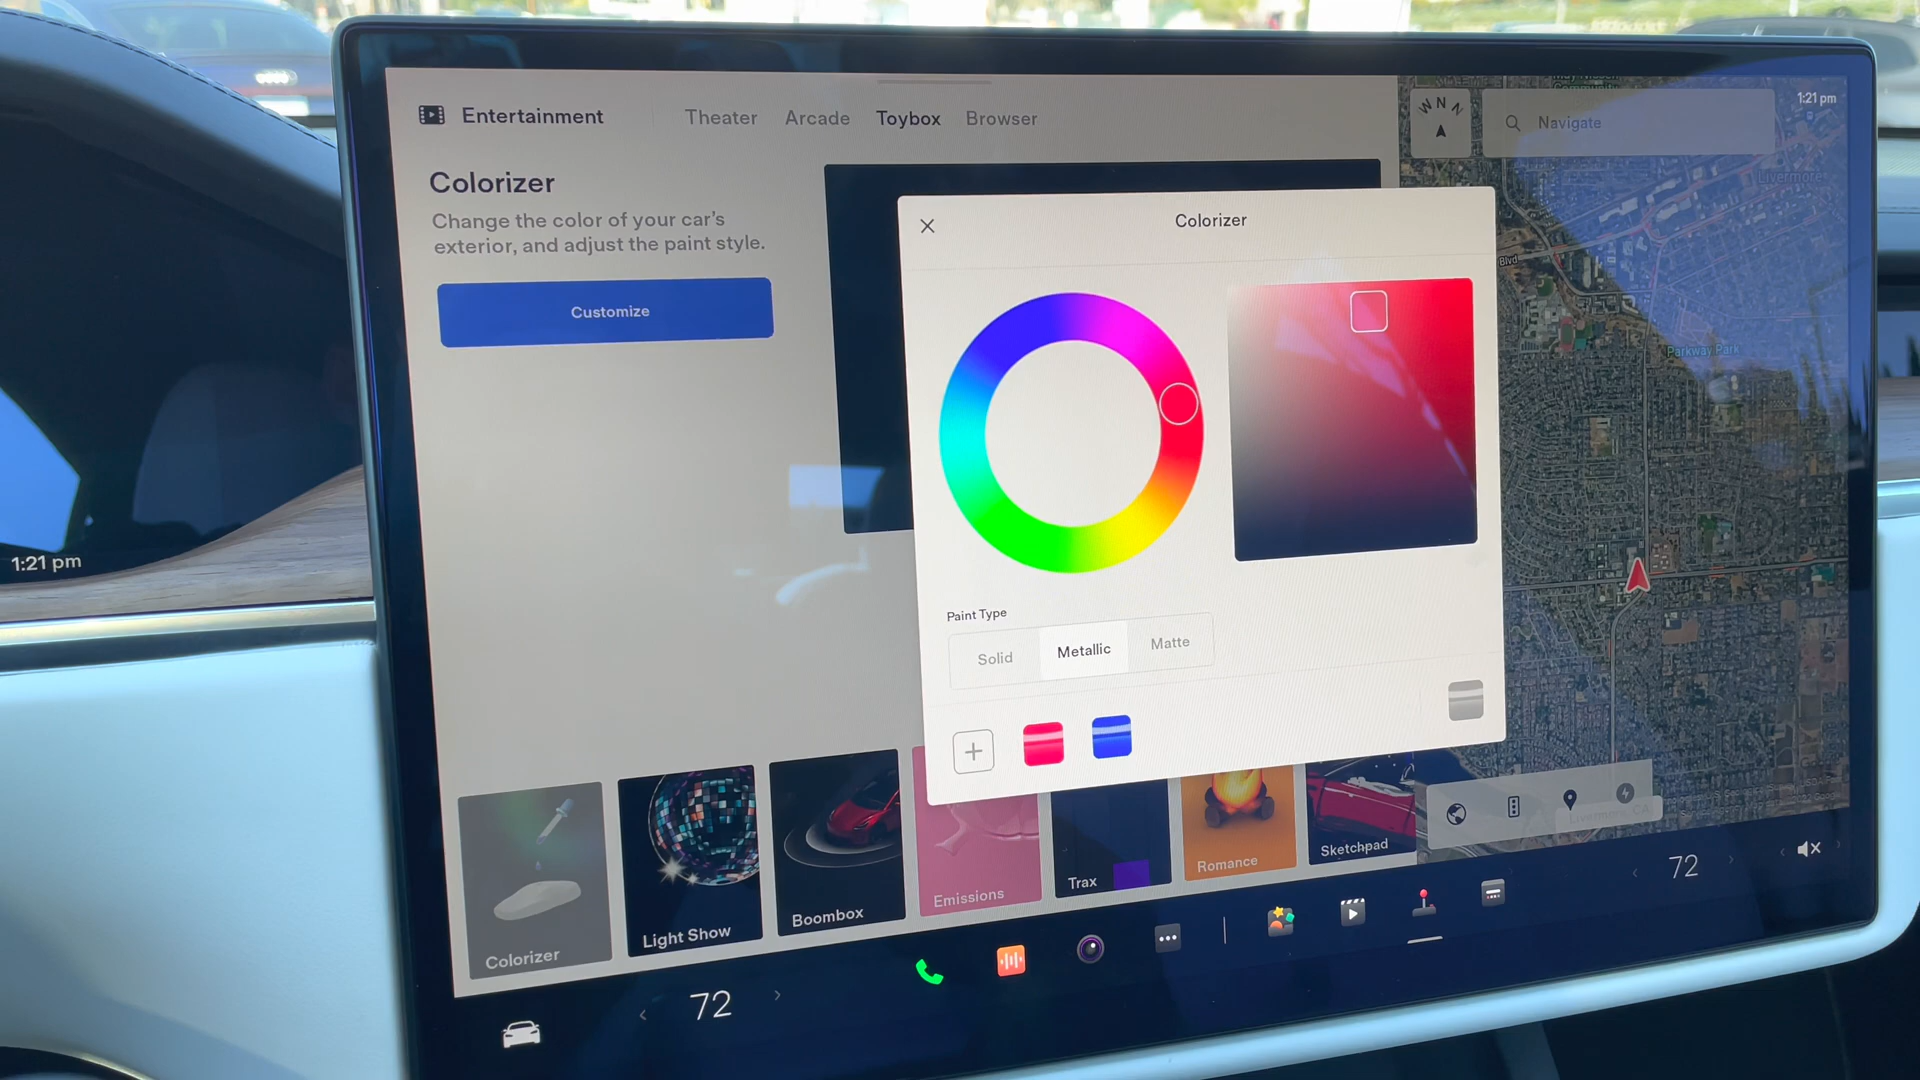 Entertainment
Theater
Arcade
Toybox
Browser
W N N
Navigate
1:21 pm
Livermore
Colorizer
Change the color of your car's
exterior, and adjust the paint style.
Customize
Colorizer
Blvd
Parkway Park
Paint Type
Solid
Metallic
Matte
1:21 pm
Colorizer
Light Show
Boombox
Emissions
Trax
Romance
Sketchpad
Livermore, CA
72
72